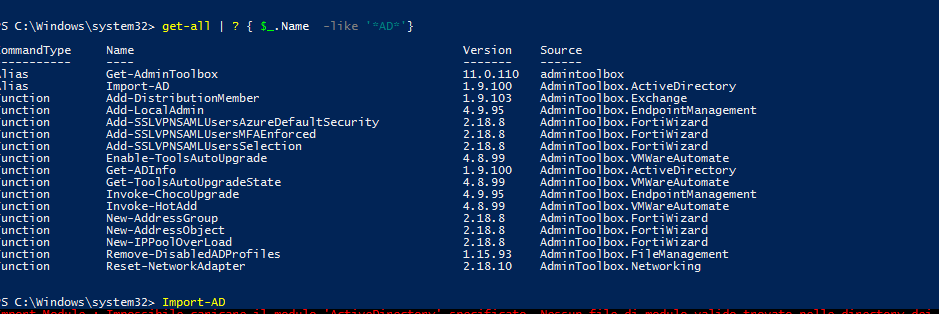 PS C:\Windows\system32> get-all | ? { $_.Name  -like '*AD*'}
ommandType Name Version Source
----------- ---- ------- ------
lias Get-AdminToolbox 11.0.110 admintoolbox
lias Import-AD 1.9.100 AdminToolbox.ActiveDirectory
unction Add-DistributionMember 1.9.103 AdminToolbox.Exchange
unction Add-LocalAdmin 4.9.95 AdminToolbox.EndpointManagement
unction Add-SSLVPNSAMLUsersAzureDefaultSecurity 2.18.8 AdminToolbox.FortiWizard
unction Add-SSLVPNSAMLUsersMFAEnforced 2.18.8 AdminToolbox.FortiWizard
unction Add-SSLVPNSAMLUsersSelection 2.18.8 AdminToolbox.FortiWizard
unction Enable-ToolsAutoUpgrade 4.8.99 AdminToolbox.VMWareAutomate
unction Get-ADInfo 1.9.100 AdminToolbox.ActiveDirectory
unction Get-ToolsAutoUpgradeState 4.8.99 AdminToolbox.VMWareAutomate
unction Invoke-ChocoUpgrade 4.9.95 AdminToolbox.EndpointManagement
unction Invoke-HotAdd 4.8.99 AdminToolbox.VMWareAutomate
unction New-AddressGroup 2.18.8 AdminToolbox.FortiWizard
unction New-AddressObject 2.18.8 AdminToolbox.FortiWizard
unction New-IPPoolOverLoad 2.18.8 AdminToolbox.FortiWizard
unction Remove-DisabledADProfiles 1.15.93 AdminToolbox.FileManagement
unction Reset-NetworkAdapter 2.18.10 AdminToolbox.Networking
PS C:\Windows\system32> Import-AD